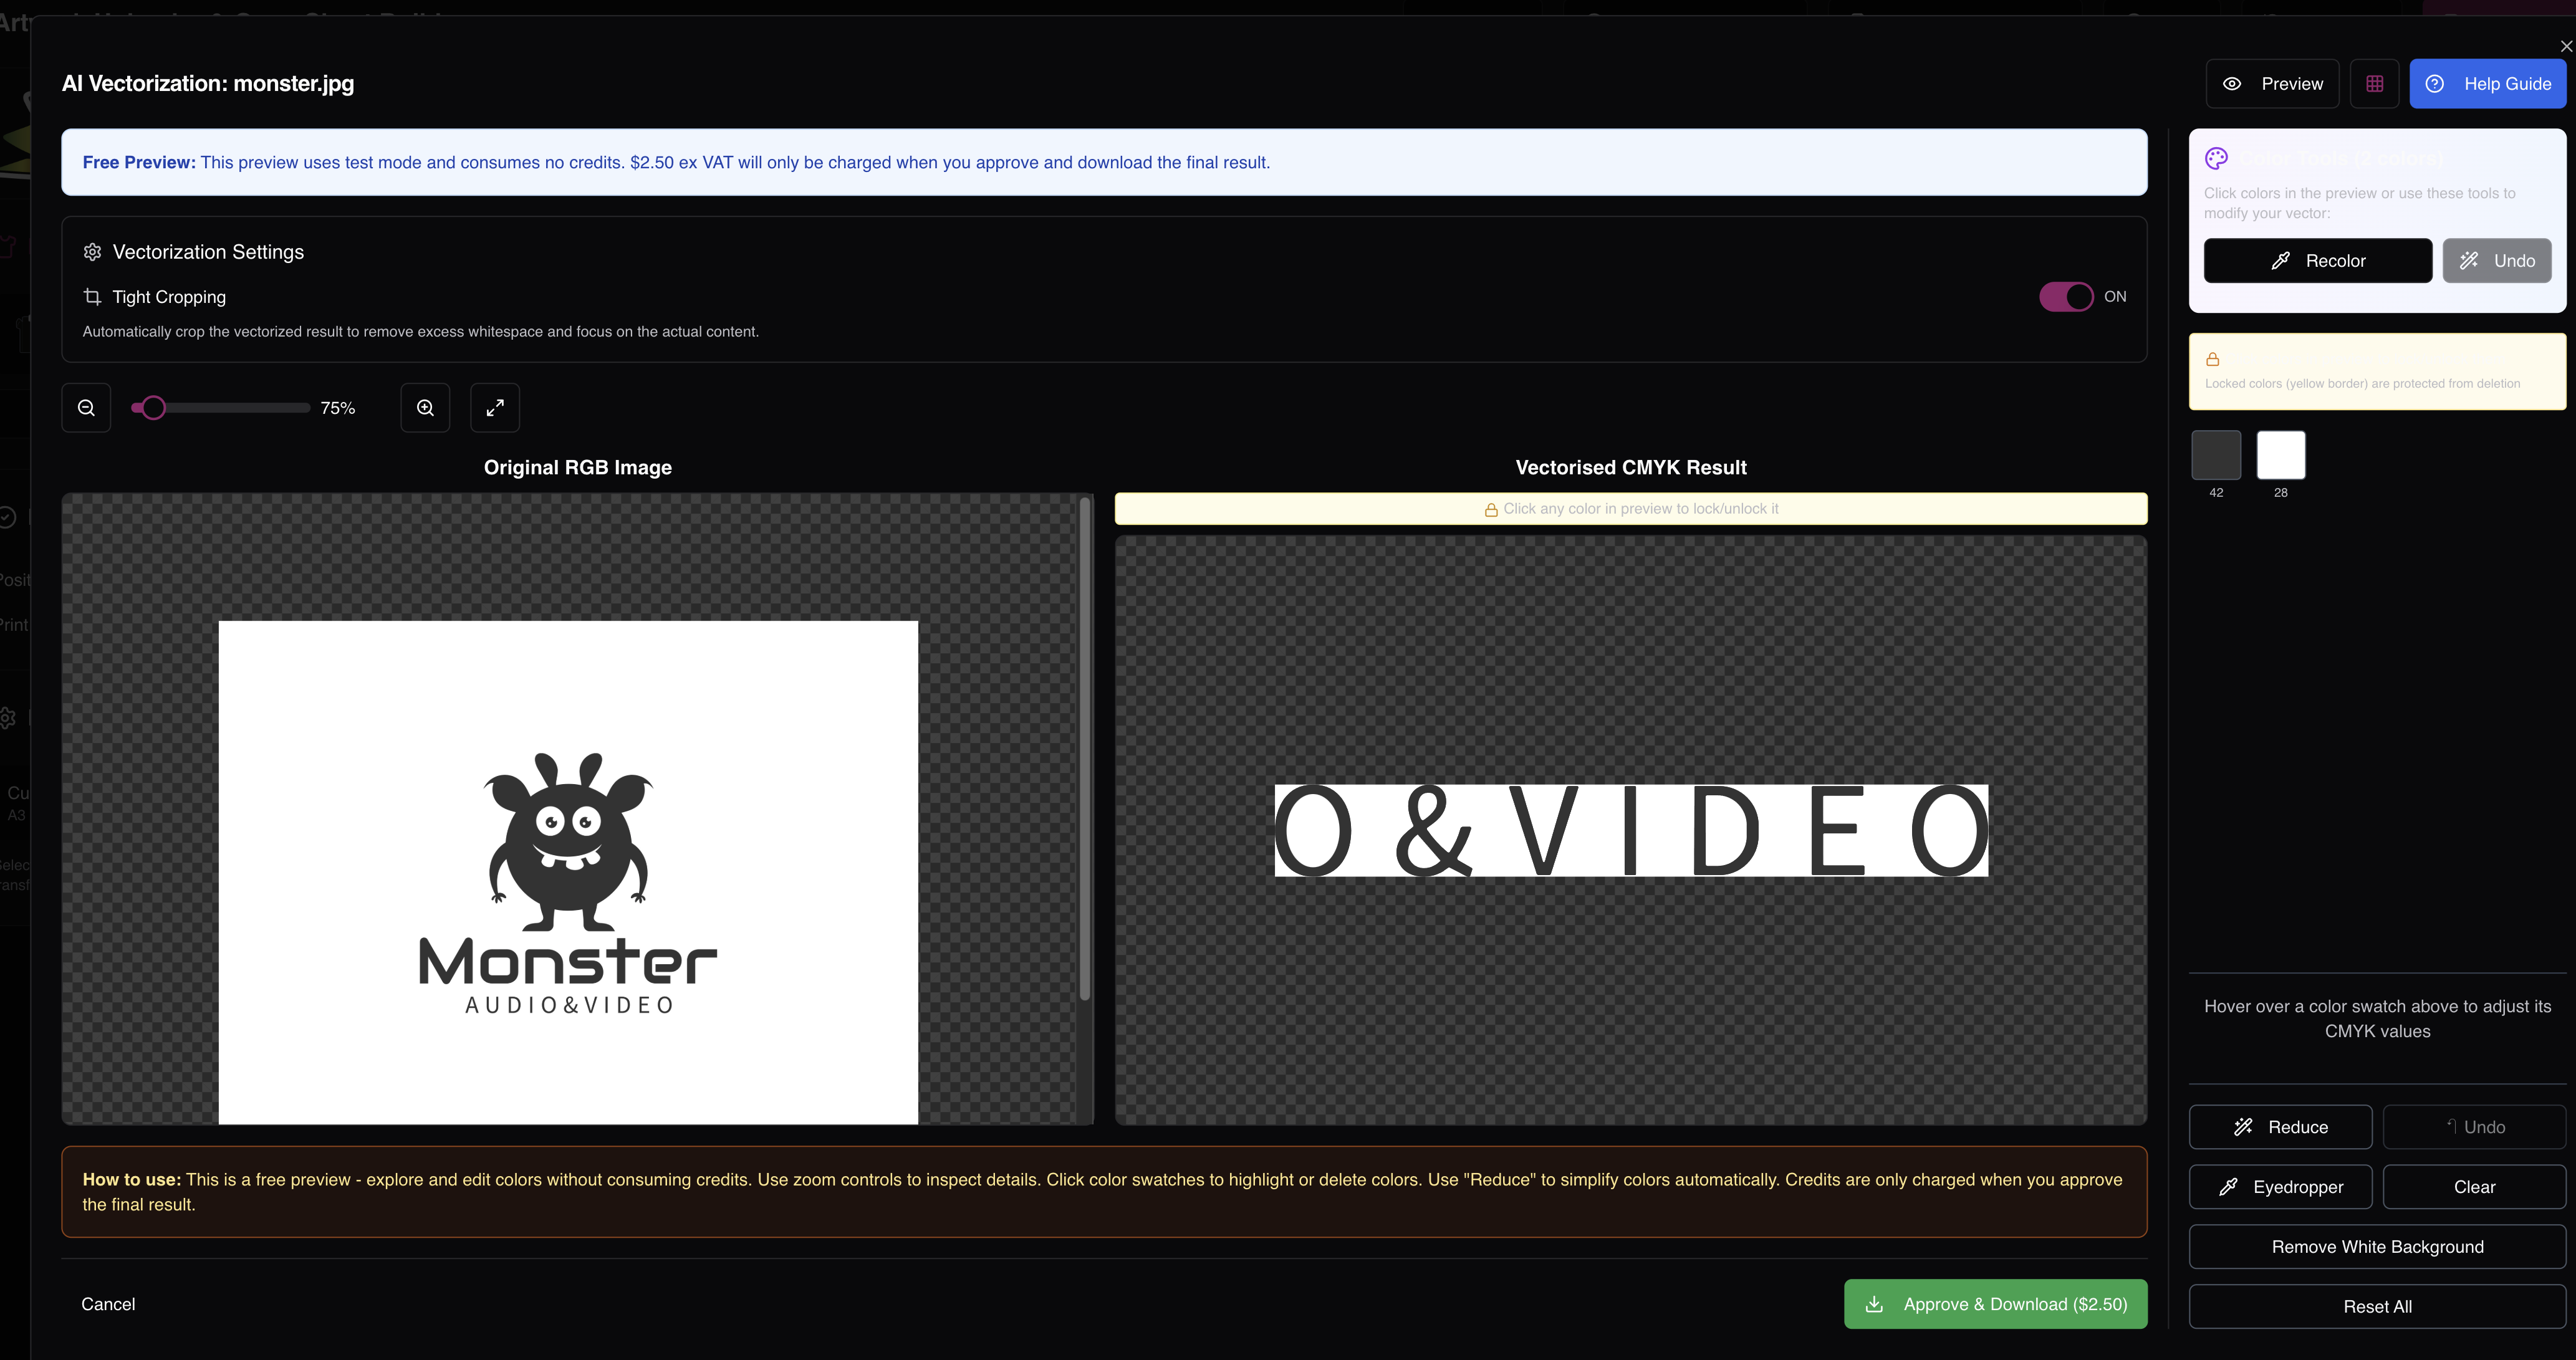 AI Vectorization: monster.jpg
Preview
Help Guide
Free Preview: This preview uses test mode and consumes no credits. $2.50 ex VAT will only be charged when you approve and download the final result.
Vectorization Settings
Tight Cropping
ON
Automatically crop the vectorized result to remove excess whitespace and focus on the actual content.
75%
Original RGB Image
Monster
AUDIO&VIDEO
Vectorised CMYK Result
Click any color in preview to lock/unlock it
O & V I D E O
How to use: This is a free preview - explore and edit colors without consuming credits. Use zoom controls to inspect details. Click color swatches to highlight or delete colors. Use "Reduce" to simplify colors automatically. Credits are only charged when you approve
the final result.
Cancel
Approve & Download ($2.50)
Color Tools (2 colors)
Click colors in the preview or use these tools to
modify your vector:
Recolor
Undo
Locked colors (yellow border) are protected from deletion
42
28
Hover over a color swatch above to adjust its
CMYK values
Reduce
Undo
Eyedropper
Clear
Remove White Background
Reset All